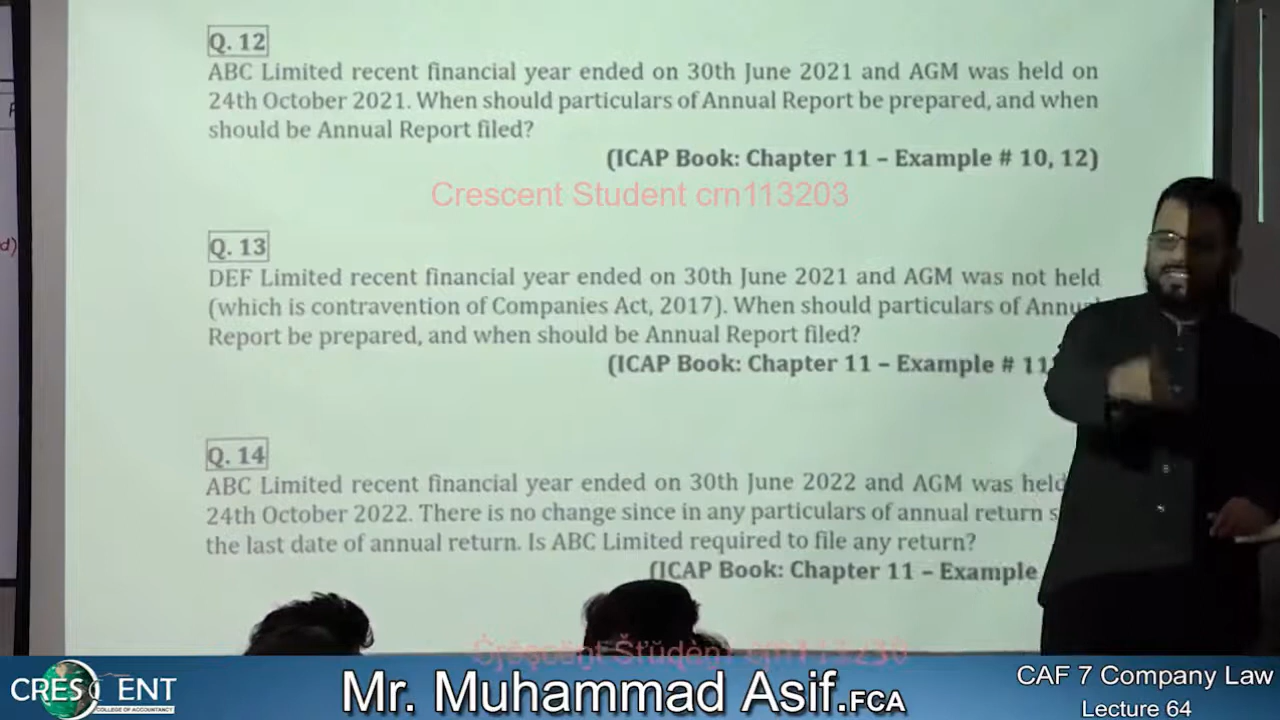 Q. 12
ABC Limited recent financial year ended on 30th June 2021 and AGM was held on
24th October 2021. When should particulars of Annual Report be prepared, and when
should be Annual Report filed?
(ICAP Book: Chapter 11 – Example # 10, 12)
Crescent Student crn113203
d)
Q. 13
DEF Limited recent financial year ended on 30th June 2021 and AGM was not held
(which is contravention of Companies Act, 2017). When should particulars of Annu
Report be prepared, and when should be Annual Report filed?
(ICAP Book: Chapter 11 – Example # 11
Q. 14
ABC Limited recent financial year ended on 30th June 2022 and AGM was held
24th October 2022. There is no change since in any particulars of annual return s
the last date of annual return. Is ABC Limited required to file any return?
(ICAP Book: Chapter 11 – Example
CRESCENT
COLLEGE OF ACCOUNTANCY
Mr. Muhammad Asif.FCA
CAF 7 Company Law
Lecture 64